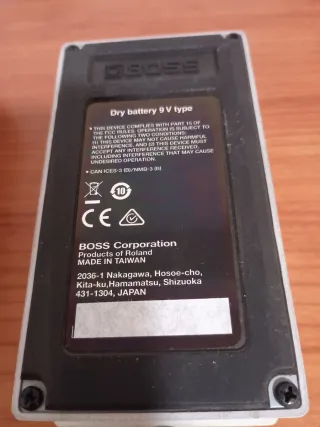 BOSS
Dry battery 9 V type
• THIS DEVICE COMPLIES WITH PART 15 OF
THE FCC RULES. OPERATION IS SUBJECT TO
THE FOLLOWING TWO CONDITIONS:
(1) THIS DEVICE MAY NOT CAUSE HARMFUL
INTERFERENCE, AND (2) THIS DEVICE MUST
ACCEPT ANY INTERFERENCE RECEIVED,
INCLUDING INTERFERENCE THAT MAY CAUSE
UNDESIRED OPERATION.
• CAN ICES-3 (B)/NMB-3 (B)
10
CE
BOSS Corporation
Products of Roland
MADE IN TAIWAN
2036-1 Nakagawa, Hosoe-cho,
Kita-ku,Hamamatsu, Shizuoka
431-1304, JAPAN